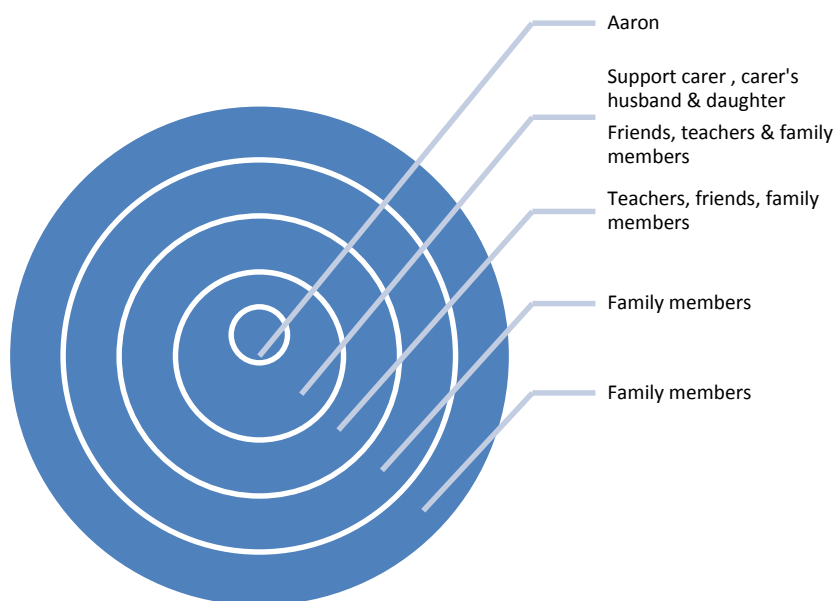 Aaron
Support carer , carer's
husband & daughter
Friends, teachers & family
members
Teachers, friends, family
members
Family members
Family members